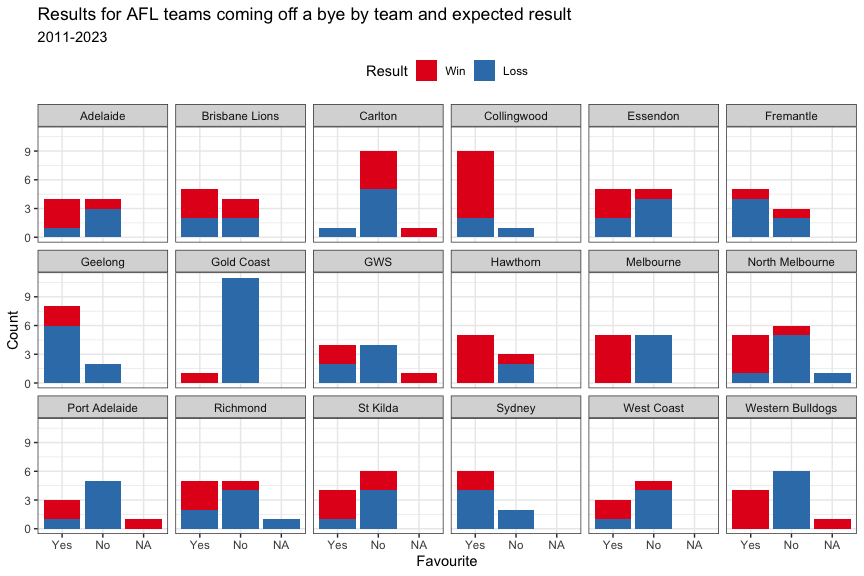 Results for AFL teams coming off a bye by team and expected result
2011-2023
Result Win Loss
Adelaide Brisbane Lions Carlton Collingwood Essendon Fremantle
9
6
3
0
Geelong Gold Coast GWS Hawthorn Melbourne North Melbourne
9
6
3
0
Count
Port Adelaide Richmond St Kilda Sydney West Coast Western Bulldogs
9
6
3
0
Yes No NA Yes No NA Yes No NA Yes No NA Yes No NA Yes No NA
Favourite